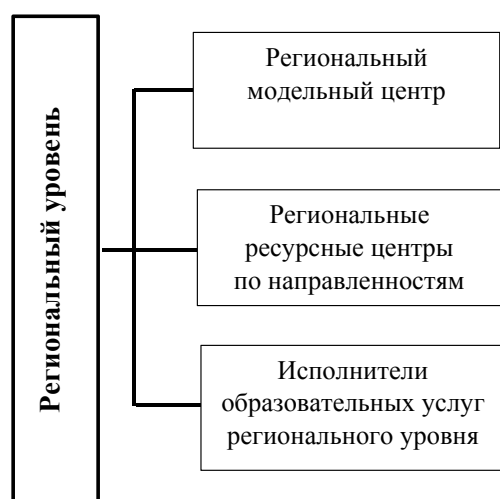 Региональный уровень
Региональный
модельный центр
Региональные
ресурсные центры
по направленностям
Исполнители
образовательных услуг
регионального уровня